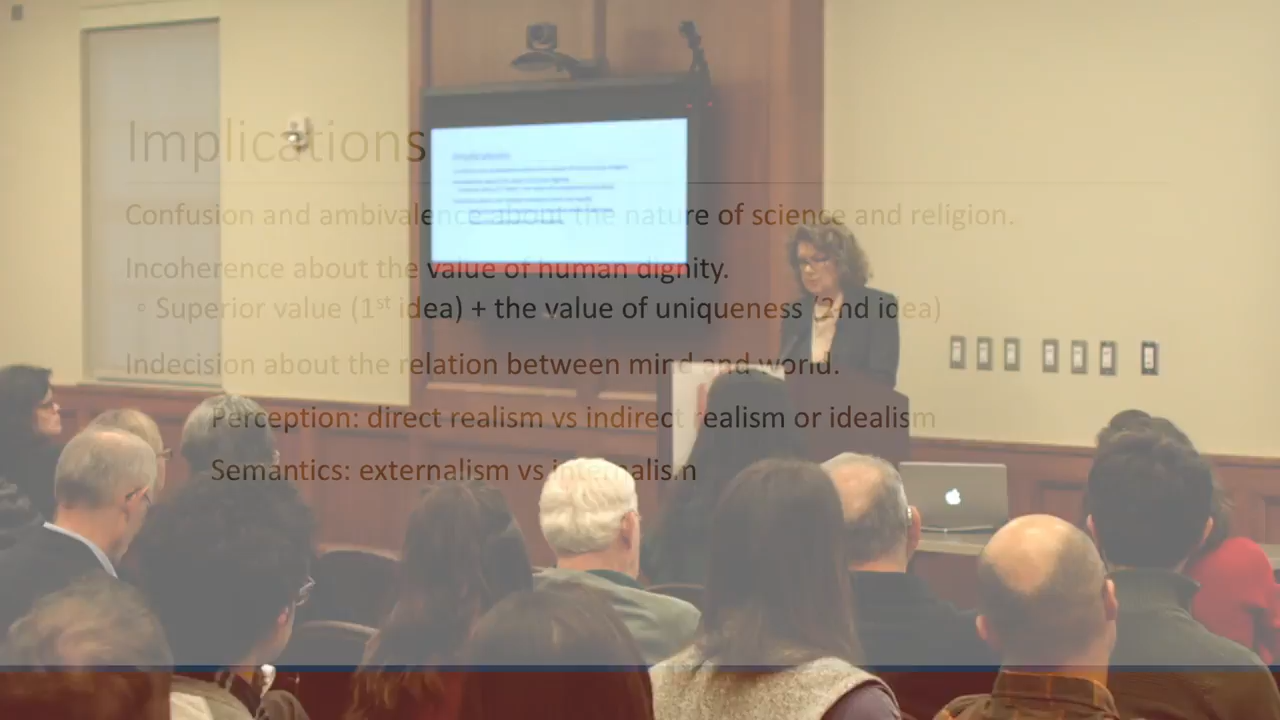 Implications
Confusion and ambivalence about the nature of science and religion.
Incoherence about the value of human dignity.
◦ Superior value (1st idea) + the value of uniqueness (2nd idea)
Indecision about the relation between mind and world.
Perception: direct realism vs indirect realism or idealism
Semantics: externalism vs internalism